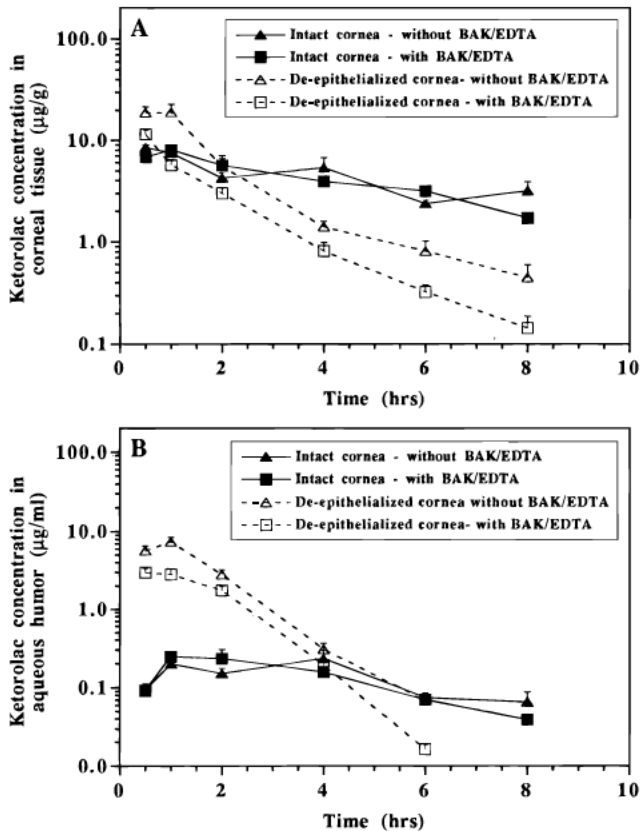 A
Intact cornea - without BAK/EDTA
Intact cornea - with BAK/EDTA
De-epithelialized cornea- without BAK/EDTA
De-epithelialized cornea - with BAK/EDTA
Ketorolac concentration in
corneal tissue (µg/g)
100.0
10.0
1.0
0.1
0 2 4 6 8 10
Time (hrs)
B
Intact cornea - without BAK/EDTA
Intact cornea - with BAK/EDTA
De-epithelialized cornea without BAK/EDTA
De-epithelialized cornea- with BAK/EDTA
Ketorolac concentration in
aqueous humor (µg/ml)
100.0
10.0
1.0
0.1
0.0
0 2 4 6 8 10
Time (hrs)